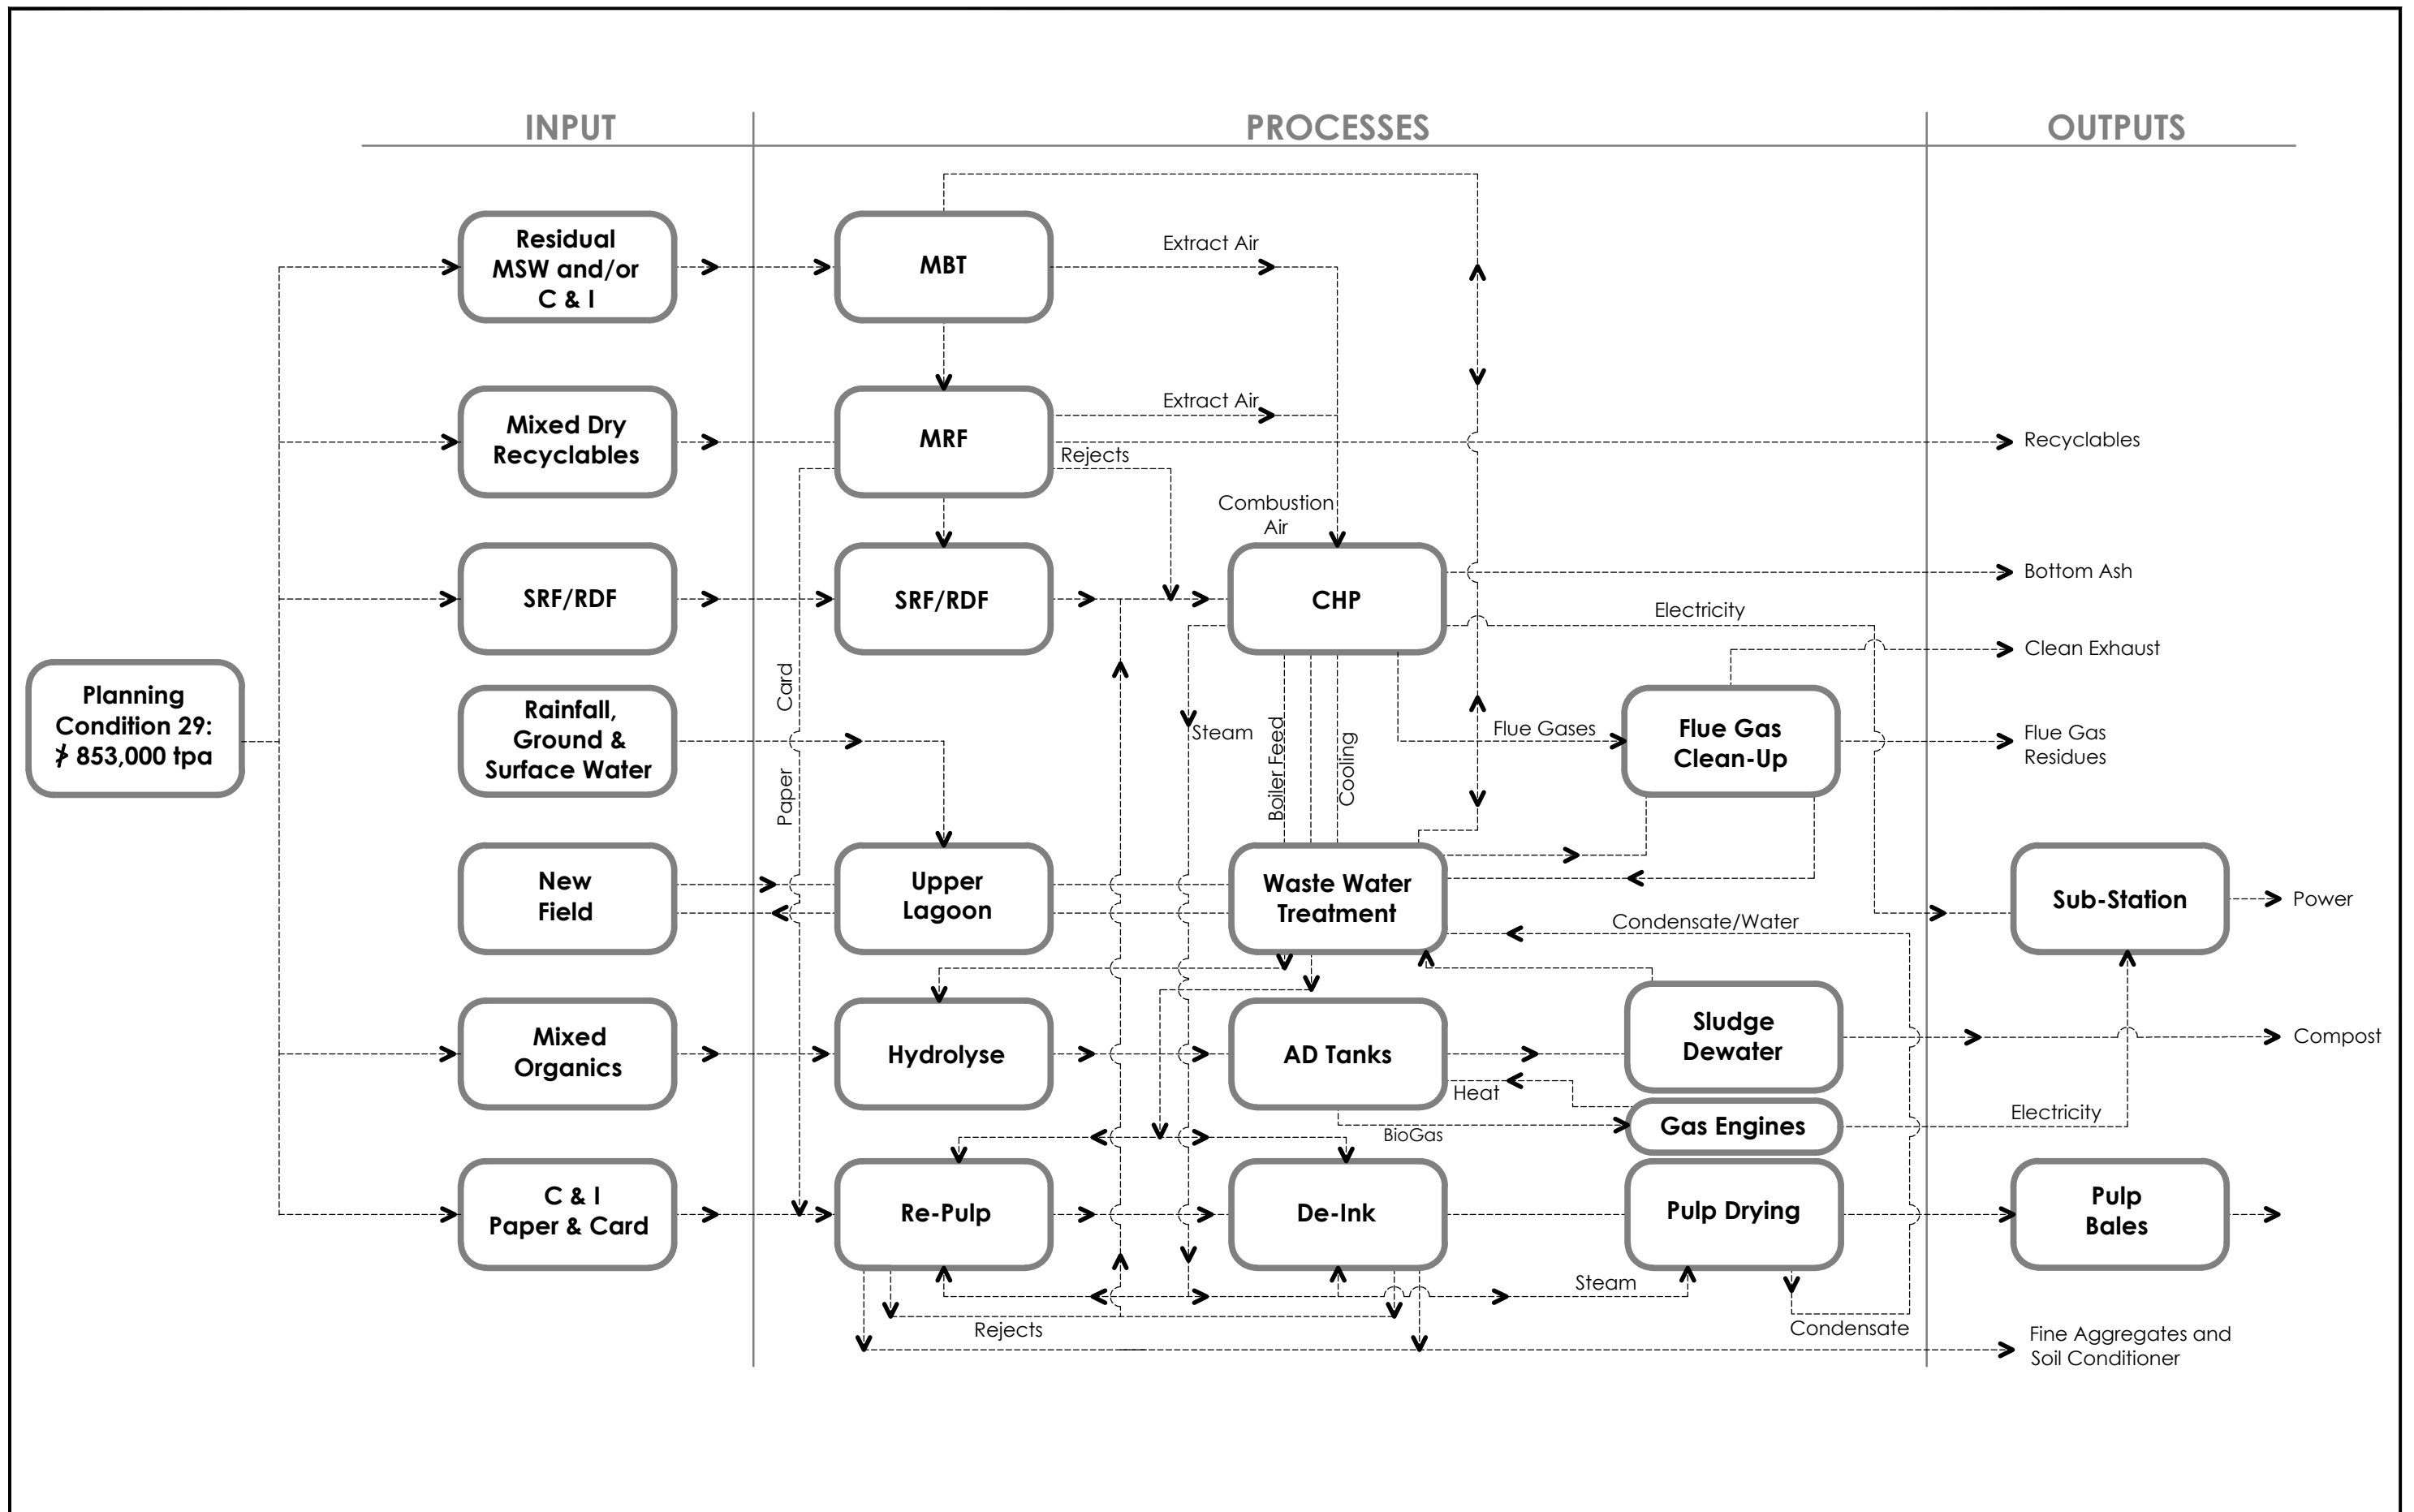 INPUT
PROCESSES
OUTPUTS
Residual
MSW and/or
C & I
MBT
Extract Air
Mixed Dry
Recyclables
MRF
Extract Air
Rejects
Recyclables
Combustion
Air
SRF/RDF
SRF/RDF
CHP
Bottom Ash
Electricity
Clean Exhaust
Planning
Condition 29:
≯ 853,000 tpa
Rainfall,
Ground &
Surface Water
Card
Paper
Steam
Boiler Feed
Cooling
Flue Gases
Flue Gas
Clean-Up
Flue Gas
Residues
New
Field
Upper
Lagoon
Waste Water
Treatment
Condensate/Water
Sub-Station
Power
Mixed
Organics
Hydrolyse
AD Tanks
Heat
BioGas
Sludge
Dewater
Compost
Gas Engines
Electricity
C & I
Paper & Card
Re-Pulp
De-Ink
Pulp Drying
Pulp
Bales
Steam
Rejects
Condensate
Fine Aggregates and
Soil Conditioner